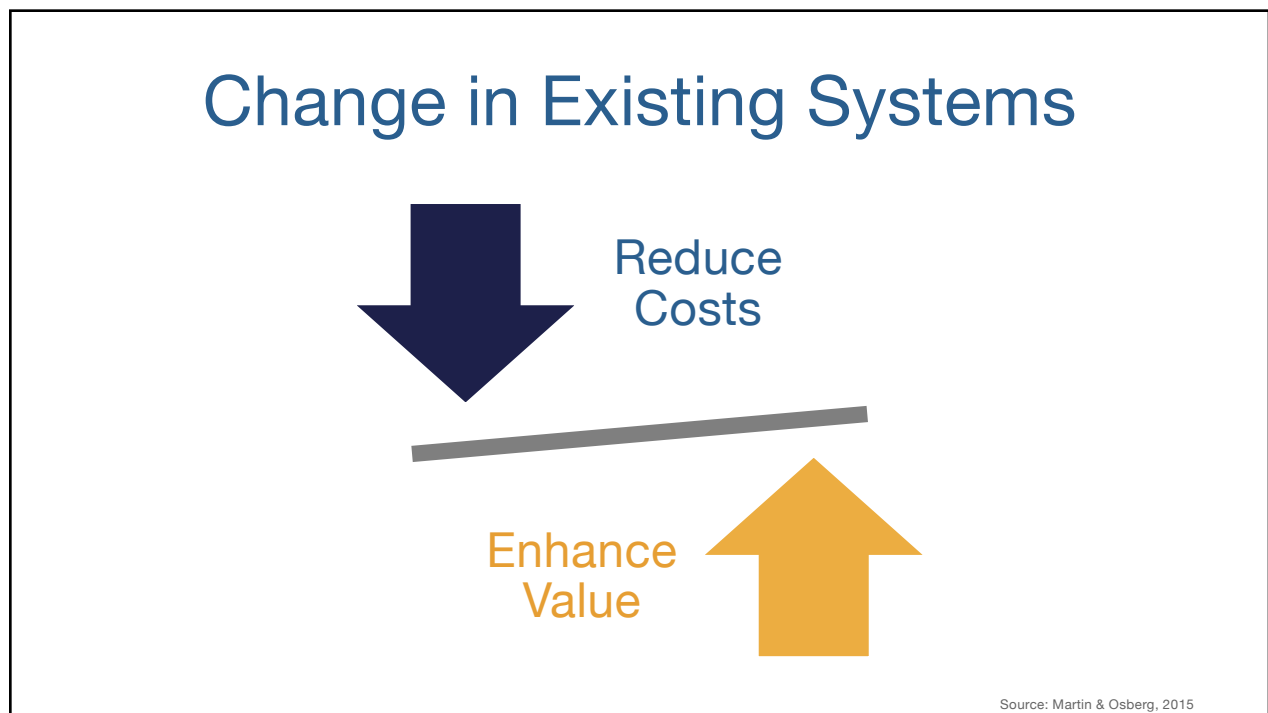 Change in Existing Systems
Reduce
Costs
Enhance
Value
Source: Martin & Osberg, 2015